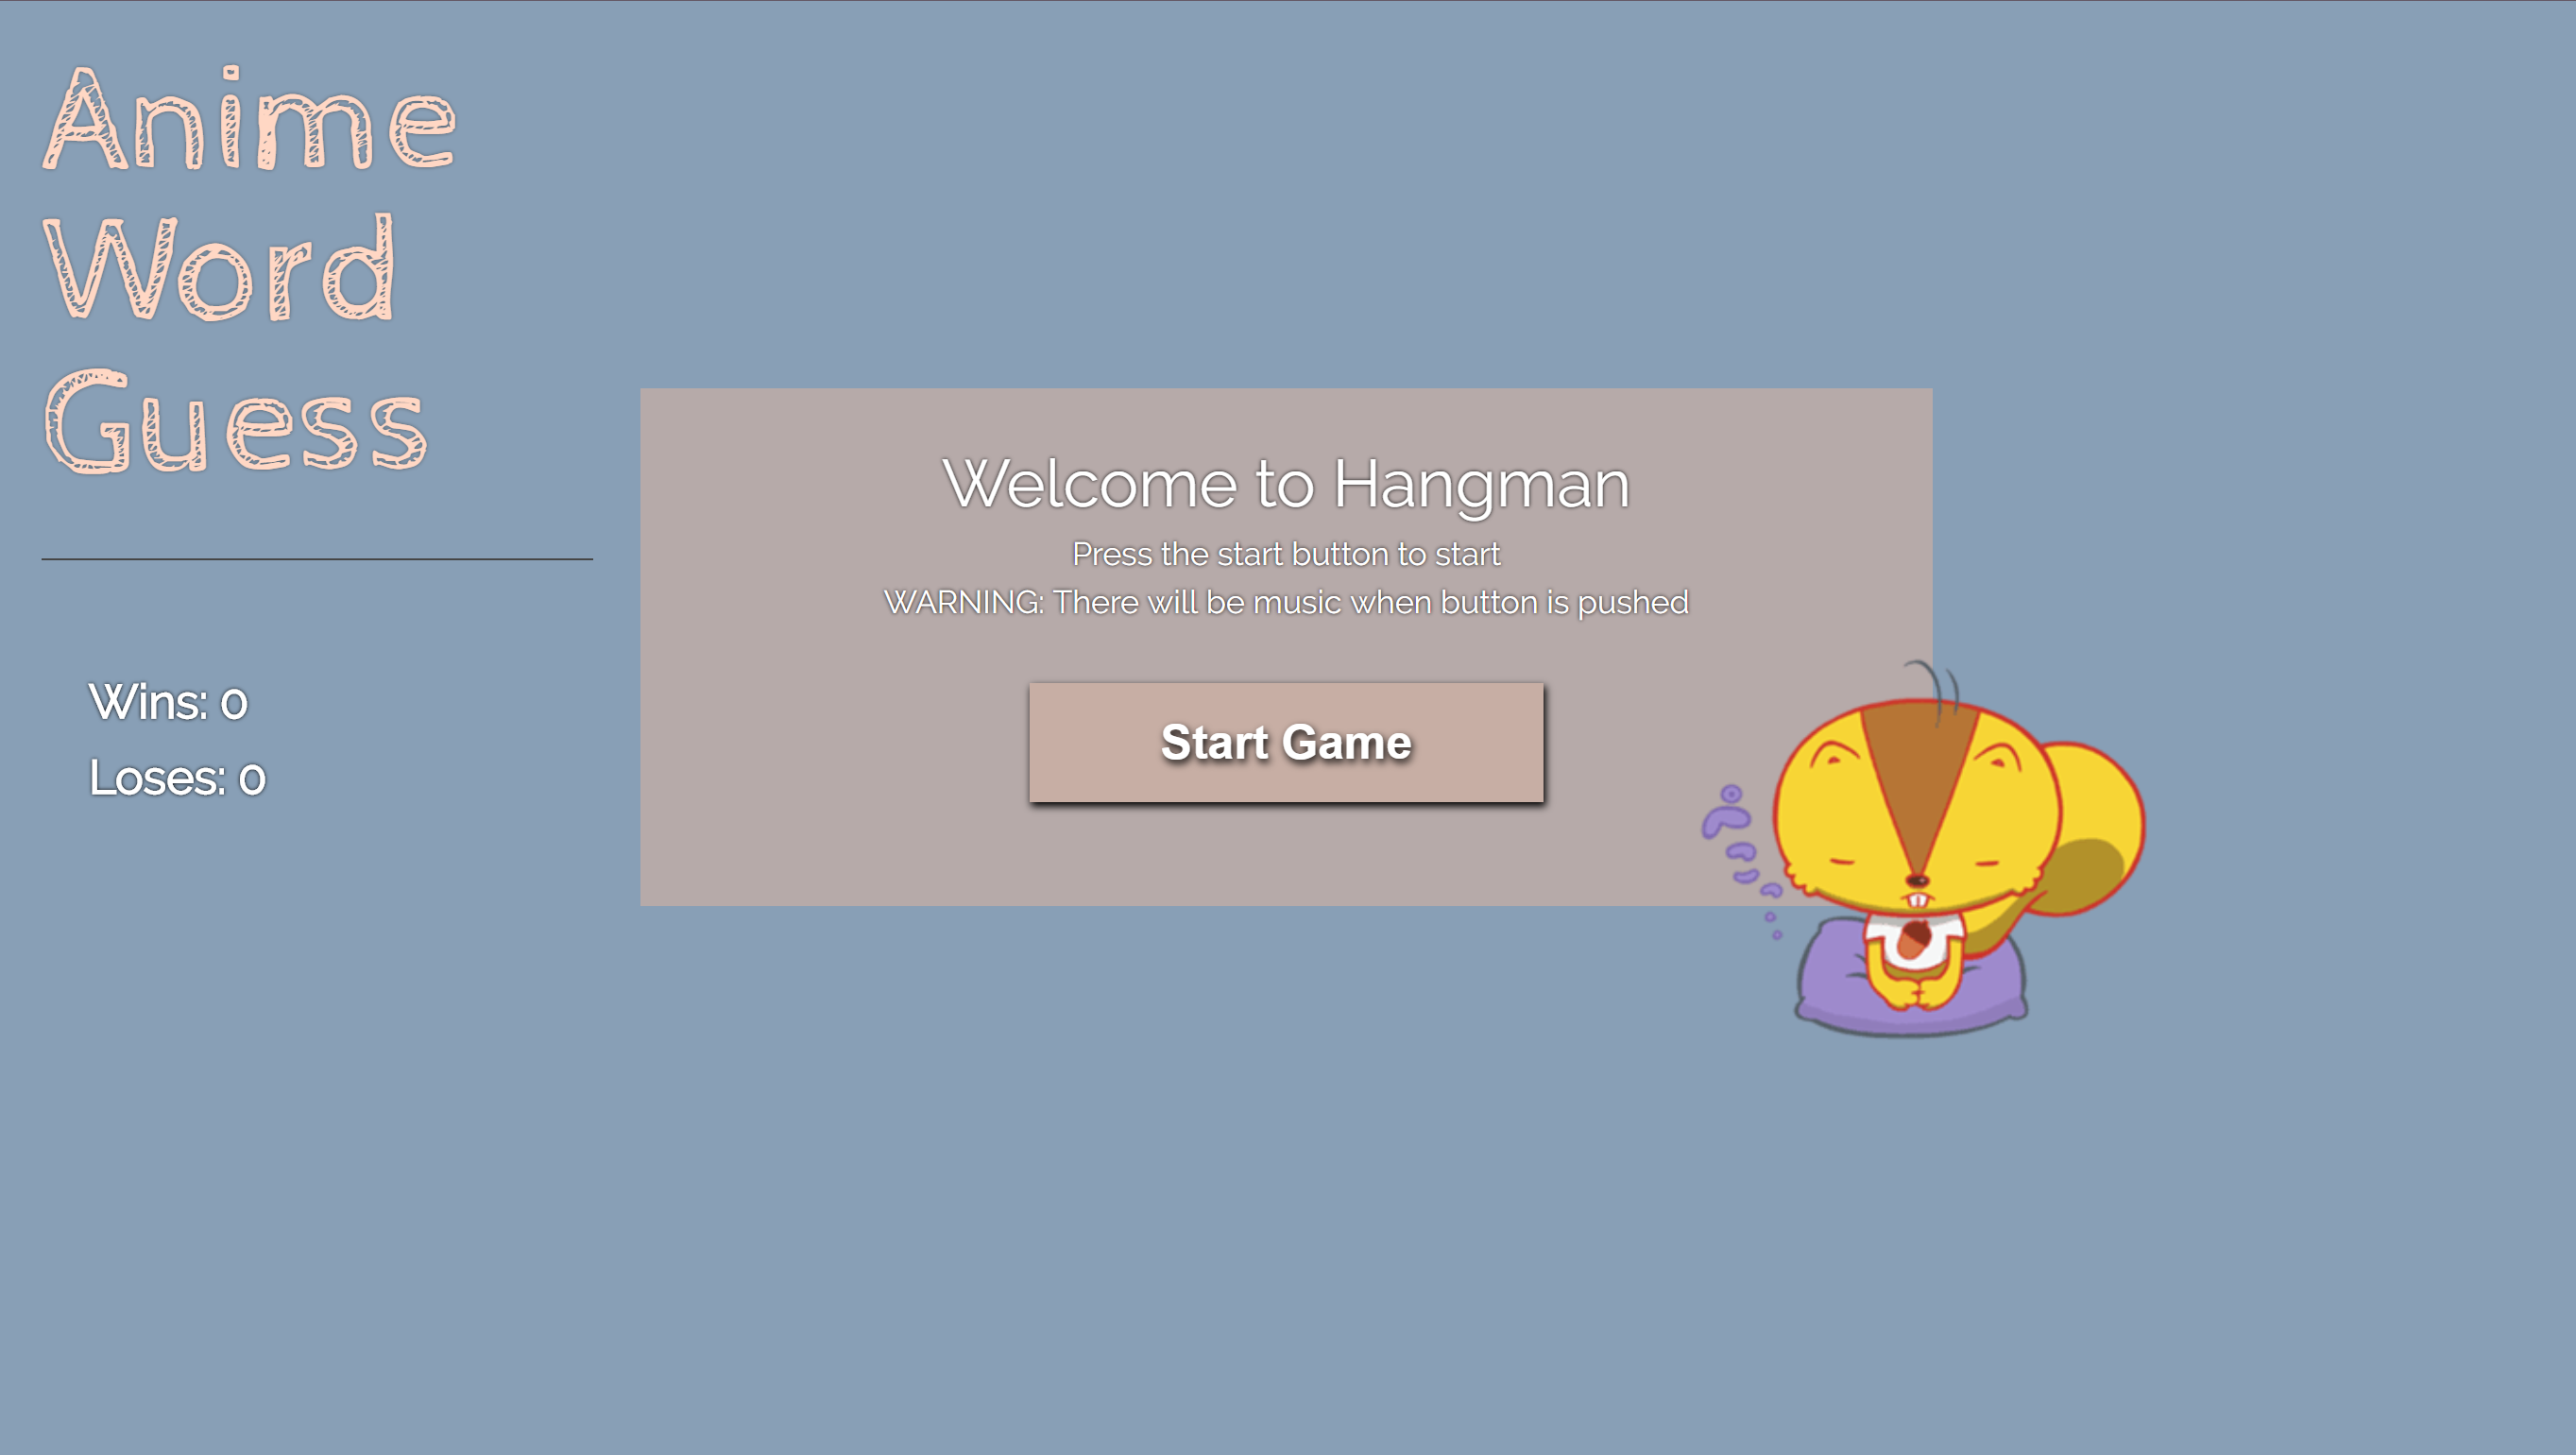 Anime
Word
Guess
Welcome to Hangman
Press the start button to start
WARNING: There will be music when button is pushed
Start Game
Wins: 0
Loses: 0